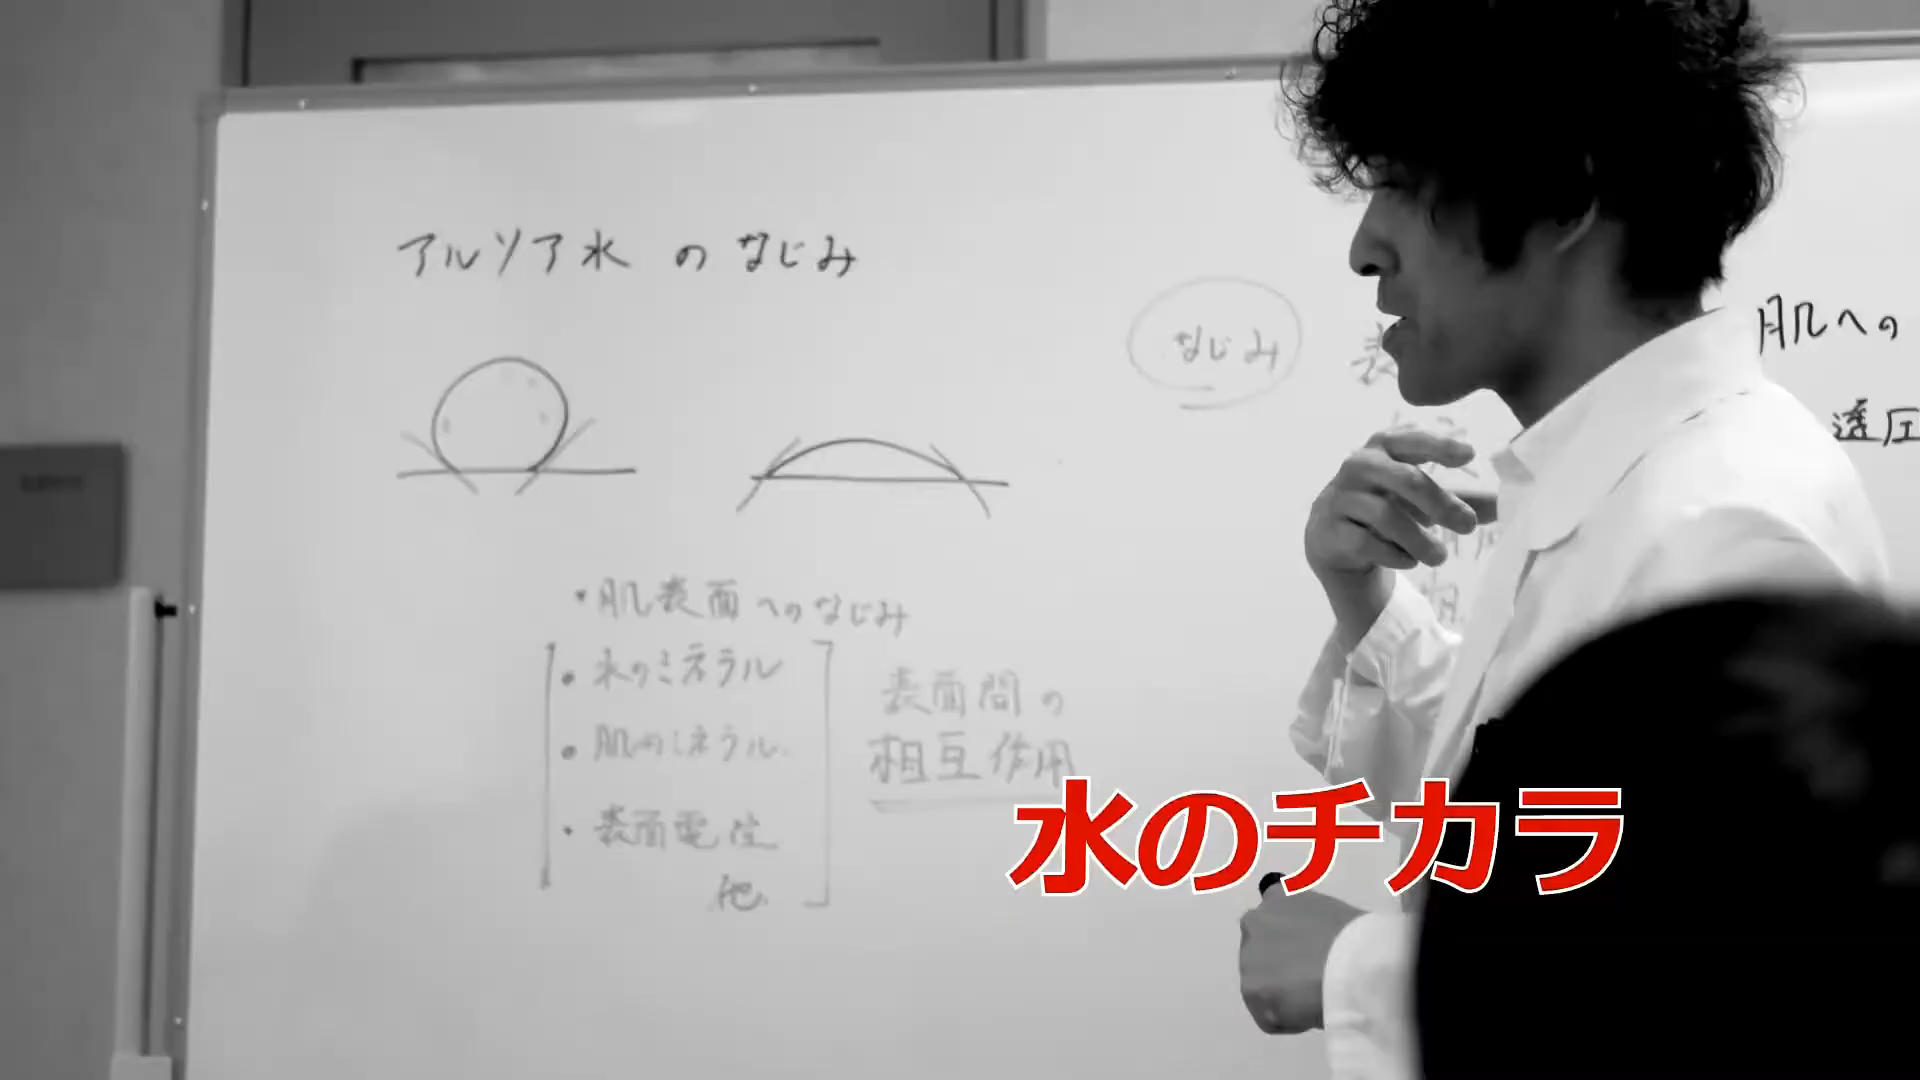 アルソア水 の なじみ
なじみ
表
肌への
透圧
・肌表面へのなじみ
・水のミネラル
・肌のミネラル
・表面電位
他
表面間の
相互作用
水のチカラ